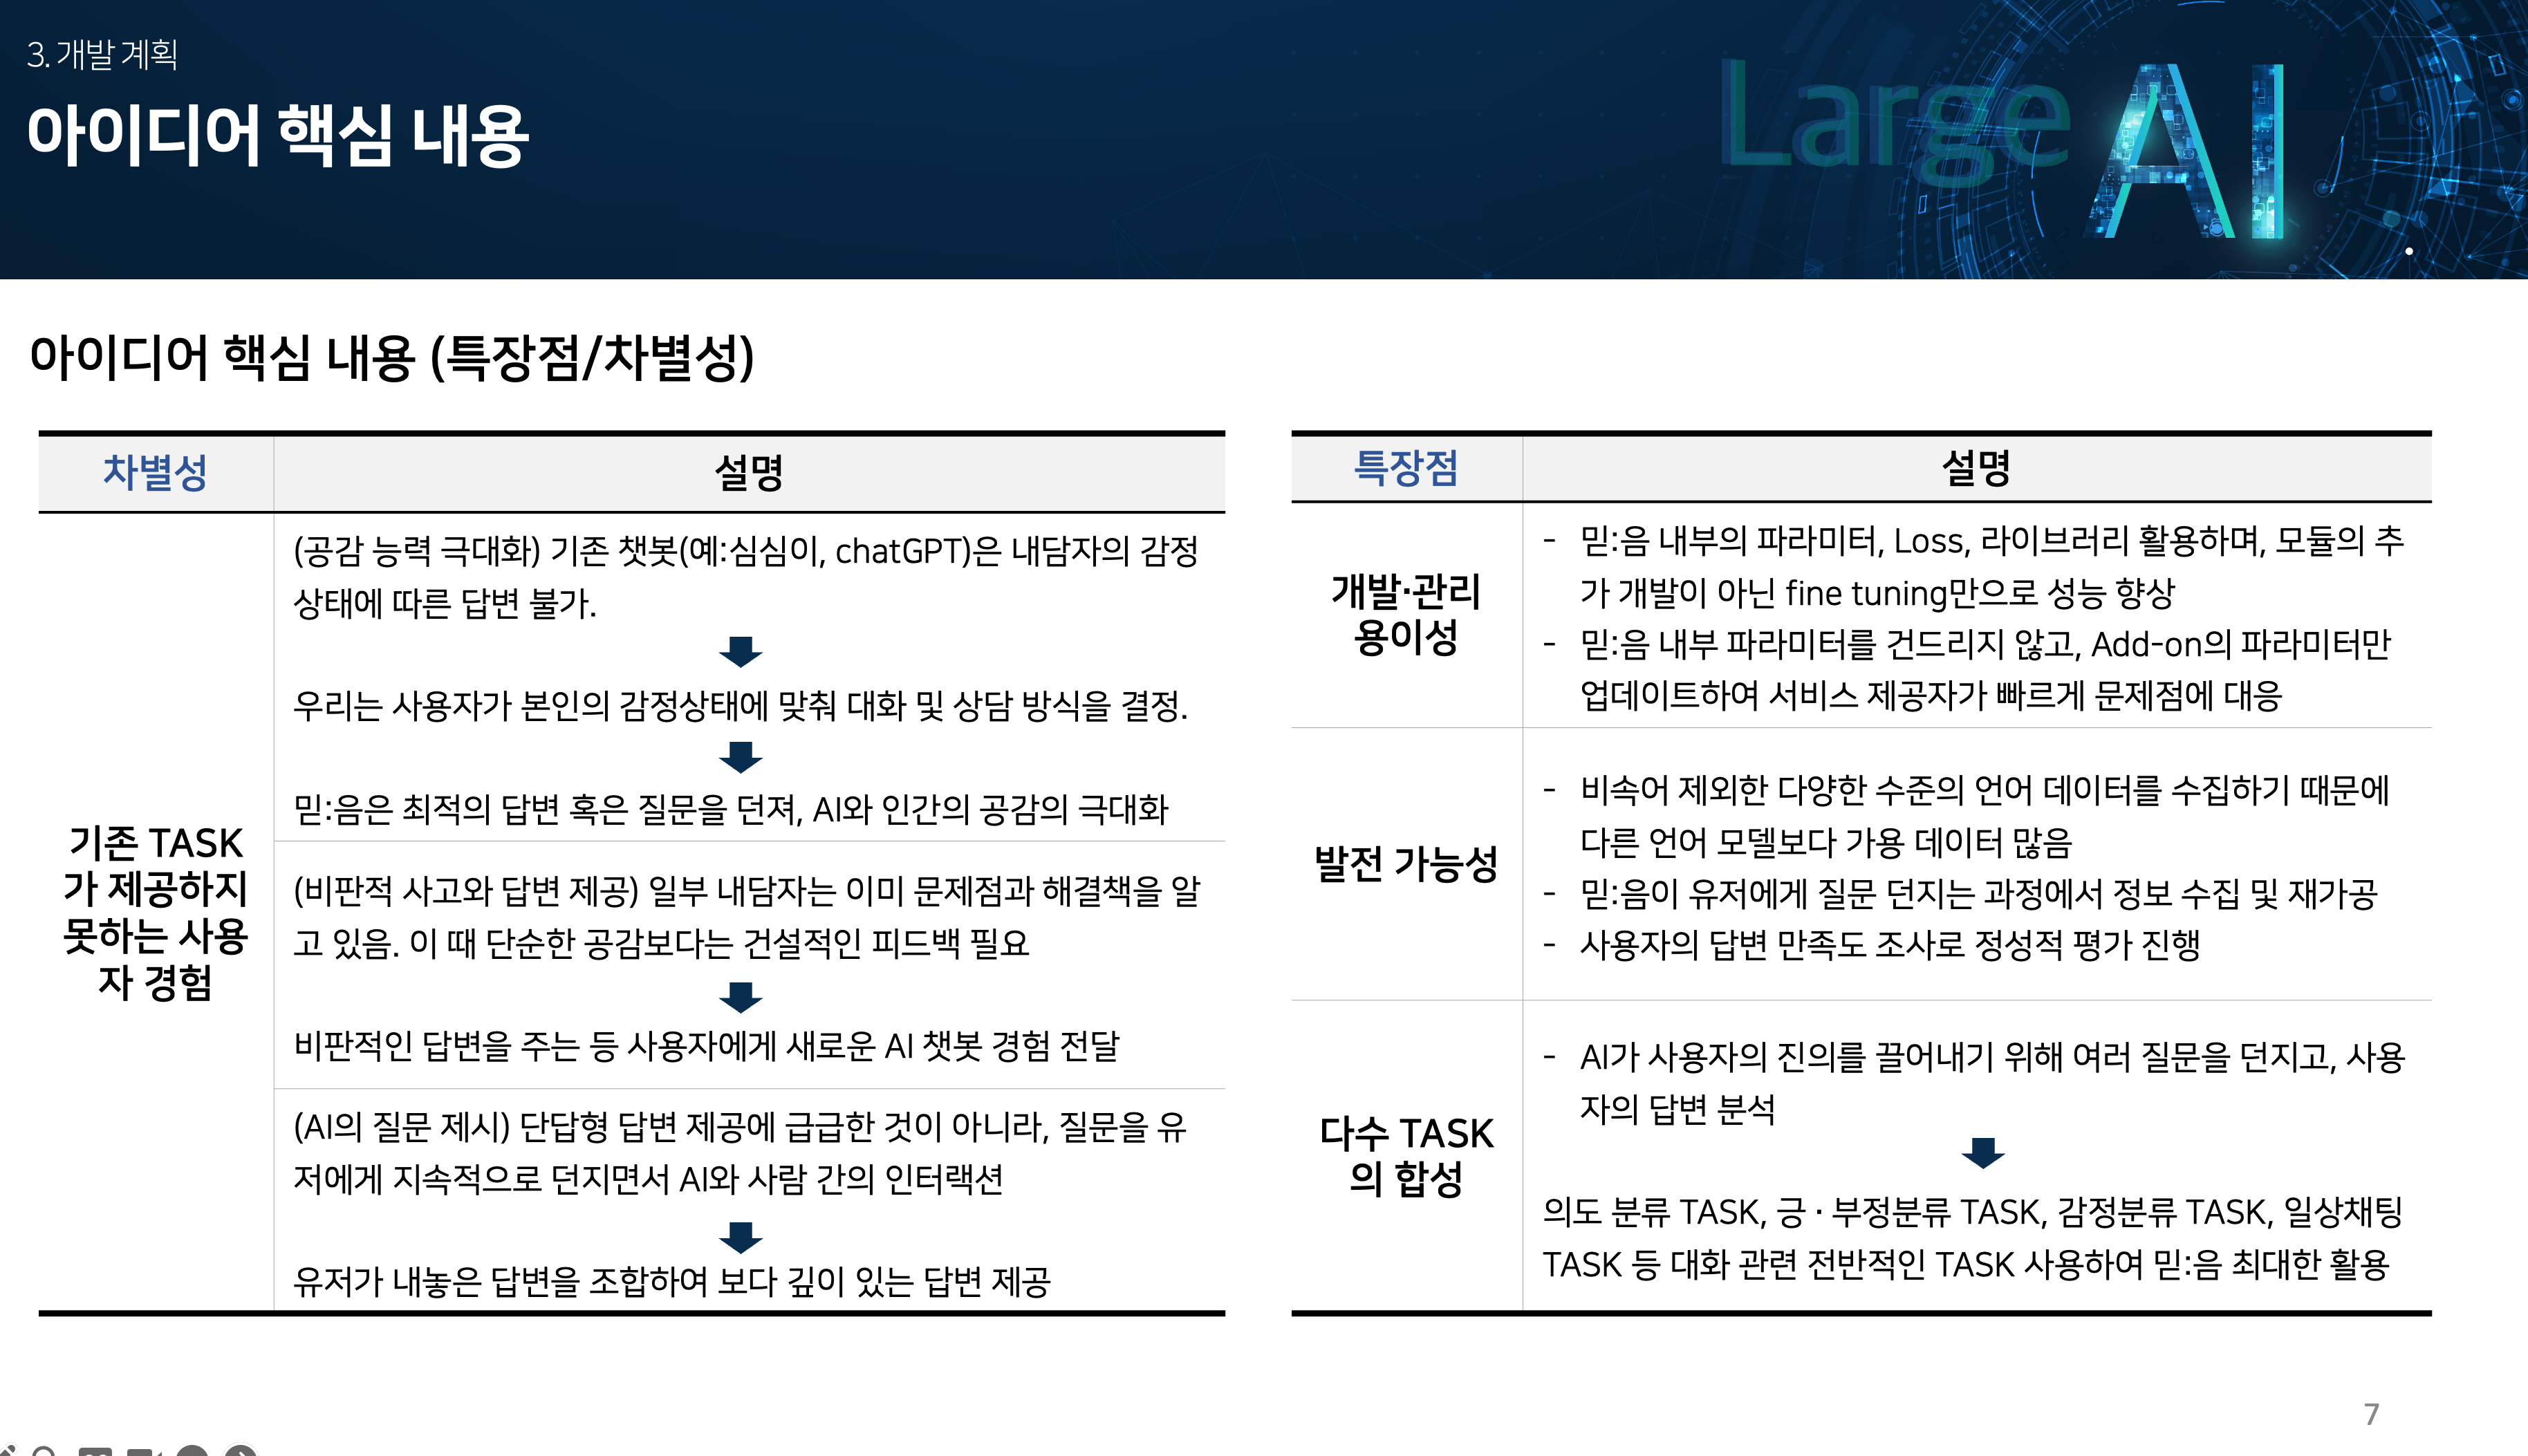 3. 개발 계획
아이디어 핵심 내용
Large AI
아이디어 핵심 내용 (특장점/차별성)
차별성
설명
기존 TASK
가 제공하지
못하는 사용
자 경험
(공감 능력 극대화) 기존 챗봇(예:심심이, chatGPT)은 내담자의 감정
상태에 따른 답변 불가.
우리는 사용자가 본인의 감정상태에 맞춰 대화 및 상담 방식을 결정.
믿:음은 최적의 답변 혹은 질문을 던져, AI와 인간의 공감의 극대화
(비판적 사고와 답변 제공) 일부 내담자는 이미 문제점과 해결책을 알
고 있음. 이 때 단순한 공감보다는 건설적인 피드백 필요
비판적인 답변을 주는 등 사용자에게 새로운 AI 챗봇 경험 전달
(AI의 질문 제시) 단답형 답변 제공에 급급한 것이 아니라, 질문을 유
저에게 지속적으로 던지면서 AI와 사람 간의 인터랙션
유저가 내놓은 답변을 조합하여 보다 깊이 있는 답변 제공
특장점
설명
개발·관리
용이성
- 믿:음 내부의 파라미터, Loss, 라이브러리 활용하며, 모듈의 추
가 개발이 아닌 fine tuning만으로 성능 향상
- 믿:음 내부 파라미터를 건드리지 않고, Add-on의 파라미터만
업데이트하여 서비스 제공자가 빠르게 문제점에 대응
발전 가능성
- 비속어 제외한 다양한 수준의 언어 데이터를 수집하기 때문에
다른 언어 모델보다 가용 데이터 많음
- 믿:음이 유저에게 질문 던지는 과정에서 정보 수집 및 재가공
- 사용자의 답변 만족도 조사로 정성적 평가 진행
다수 TASK
의 합성
- AI가 사용자의 진의를 끌어내기 위해 여러 질문을 던지고, 사용
자의 답변 분석
의도 분류 TASK, 긍 · 부정분류 TASK, 감정분류 TASK, 일상채팅
TASK 등 대화 관련 전반적인 TASK 사용하여 믿:음 최대한 활용
7